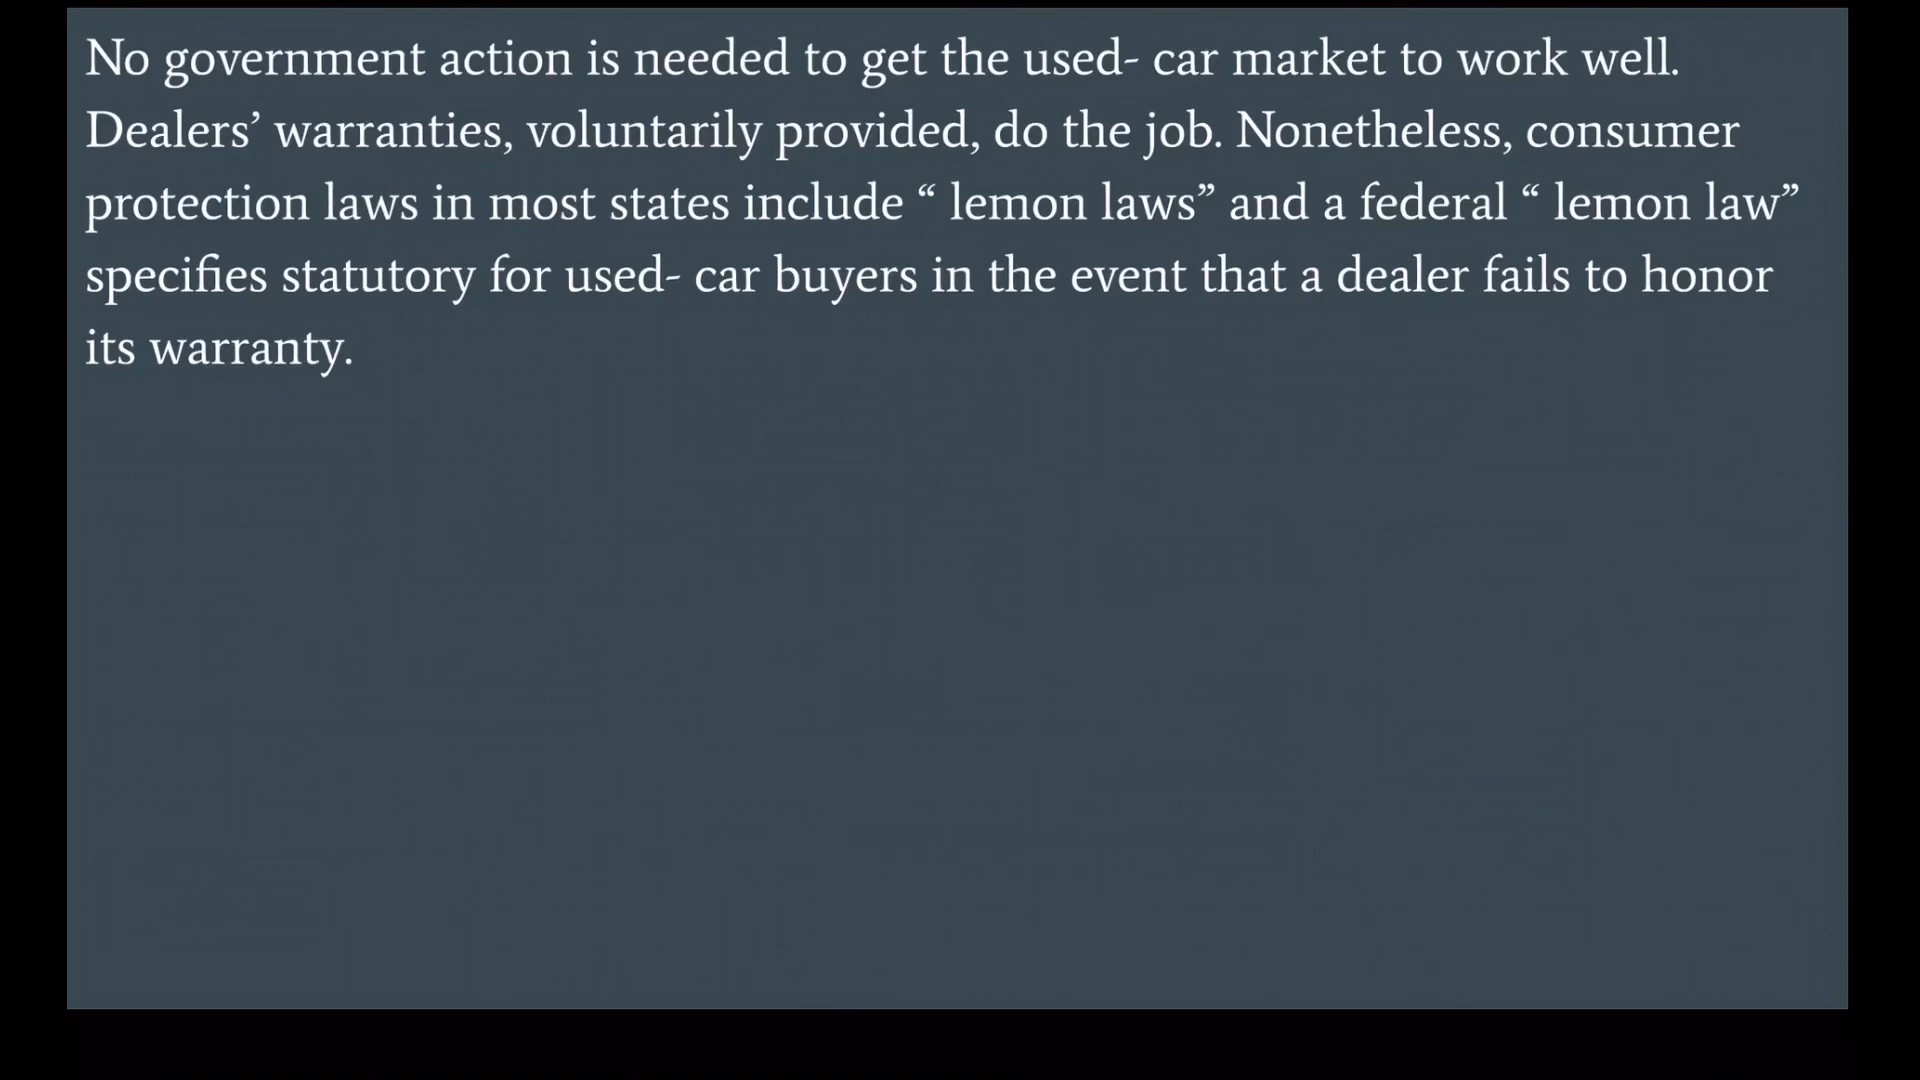 No government action is needed to get the used- car market to work well.
Dealers’ warranties, voluntarily provided, do the job. Nonetheless, consumer
protection laws in most states include “ lemon laws” and a federal “ lemon law”
specifies statutory for used- car buyers in the event that a dealer fails to honor
its warranty.